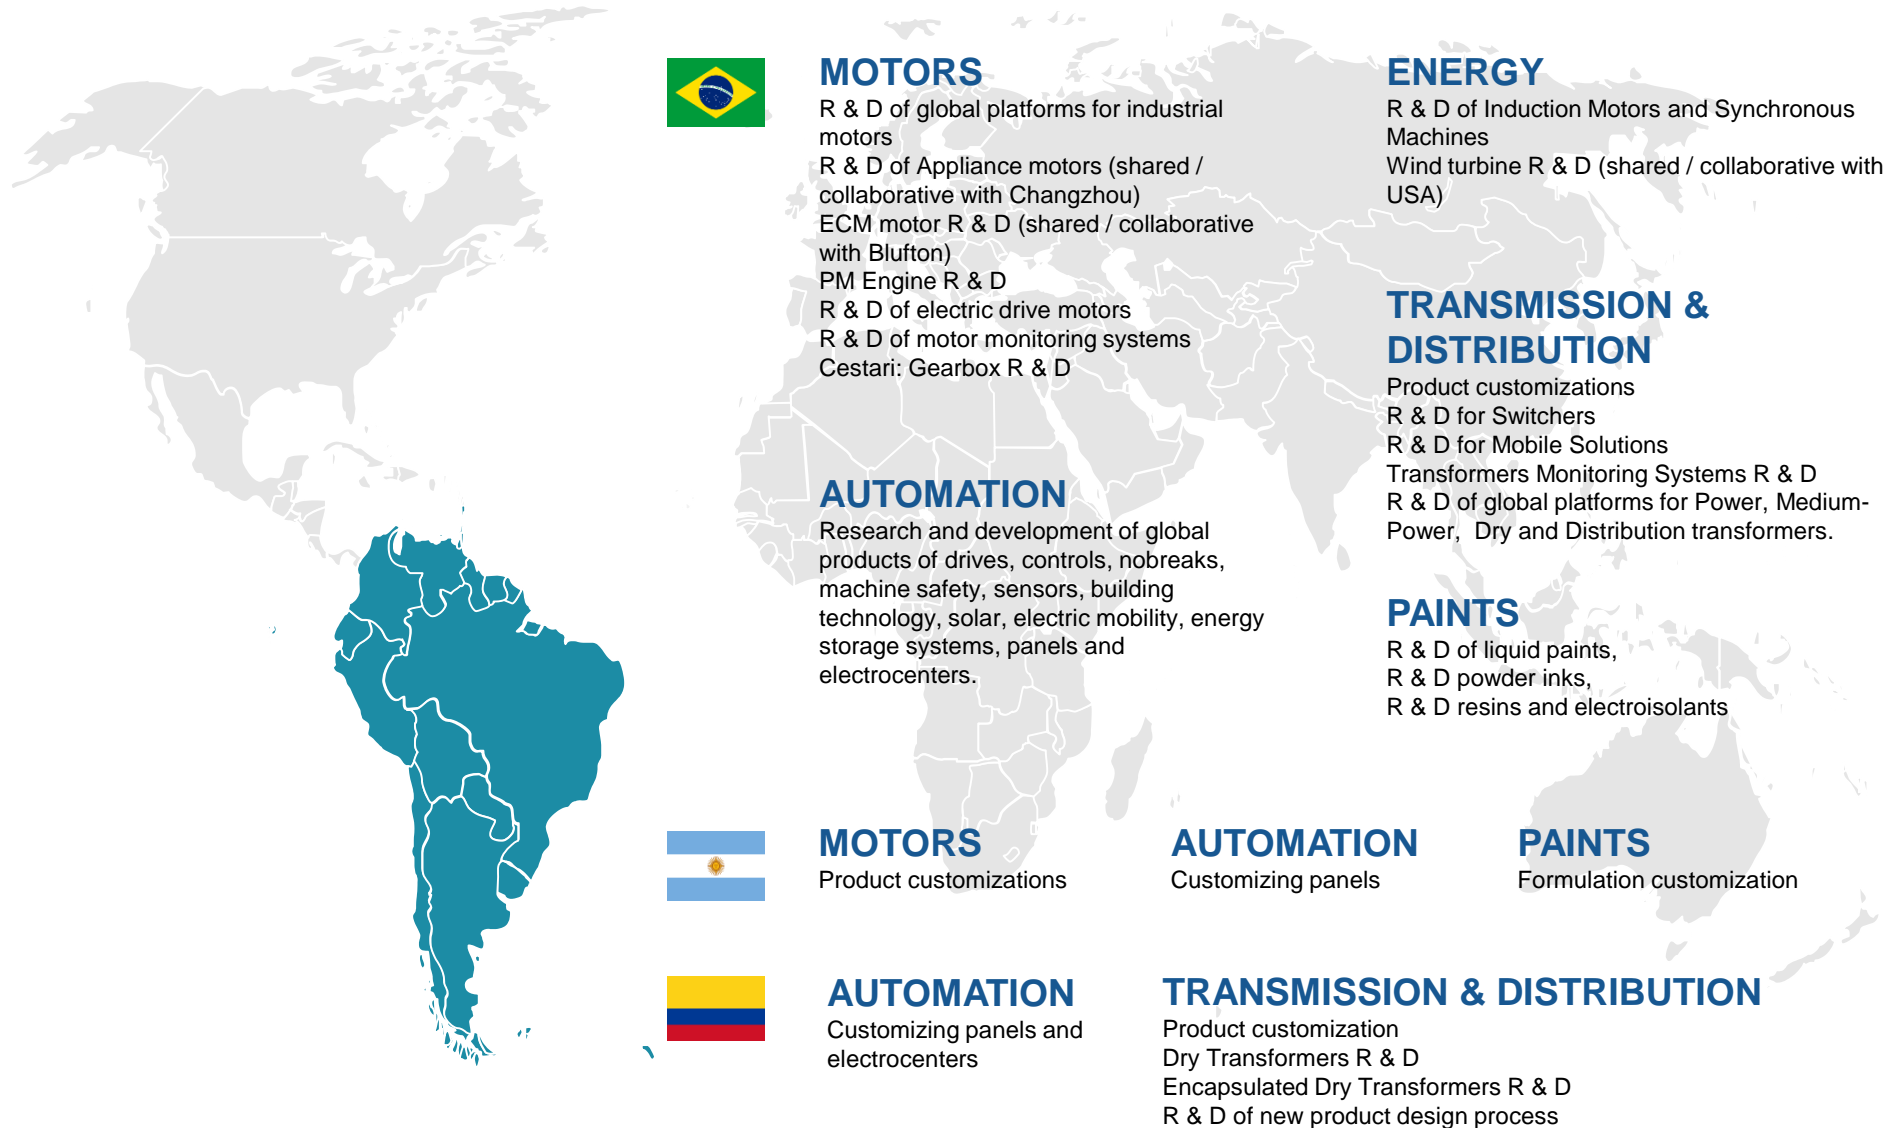 MOTORS
R & D of global platforms for industrial
motors
R & D of Appliance motors (shared /
collaborative with Changzhou)
ECM motor R & D (shared / collaborative
with Blufton)
PM Engine R & D
R & D of electric drive motors
R & D of motor monitoring systems
Cestari: Gearbox R & D
AUTOMATION
Research and development of global
products of drives, controls, nobreaks,
machine safety, sensors, building
technology, solar, electric mobility, energy
storage systems, panels and
electrocenters.
ENERGY
R & D of Induction Motors and Synchronous
Machines
Wind turbine R & D (shared / collaborative with
USA)
TRANSMISSION &
DISTRIBUTION
Product customizations
R & D for Switchers
R & D for Mobile Solutions
Transformers Monitoring Systems R & D
R & D of global platforms for Power, Medium-
Power, Dry and Distribution transformers.
PAINTS
R & D of liquid paints,
R & D powder inks,
R & D resins and electroisolants
MOTORS
Product customizations
AUTOMATION
Customizing panels
PAINTS
Formulation customization
AUTOMATION
Customizing panels and
electrocenters
TRANSMISSION & DISTRIBUTION
Product customization
Dry Transformers R & D
Encapsulated Dry Transformers R & D
R & D of new product design process